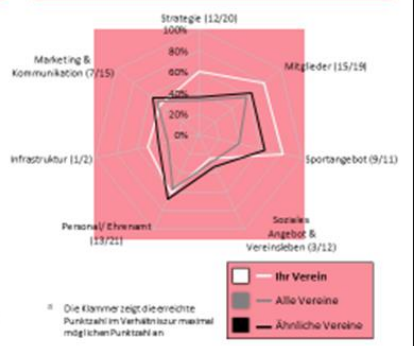 Strategie (12/20)
100%
80%
60%
40%
20%
0%
Mitglieder (15/19)
Sportangebot (9/11)
Soziales
Angebot &
Vereinsleben (3/12)
Personal/ Ehrenamt
(13/21)
Infrastruktur (1/2)
Marketing &
Kommunikation (7/15)
Ihr Verein
Alle Vereine
Ähnliche Vereine
Die Klammer zeigt die erreichte
Punktzahl im Verhältnis zur maximal
möglichen Punktzahl an